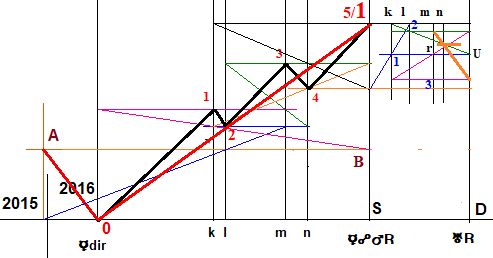 5/1
k l m n
2
3
r
U
1
1
4
3
A
2
B
2016
2015
0
k l m n
S
D
☿dir
☿☍♂R
♅R